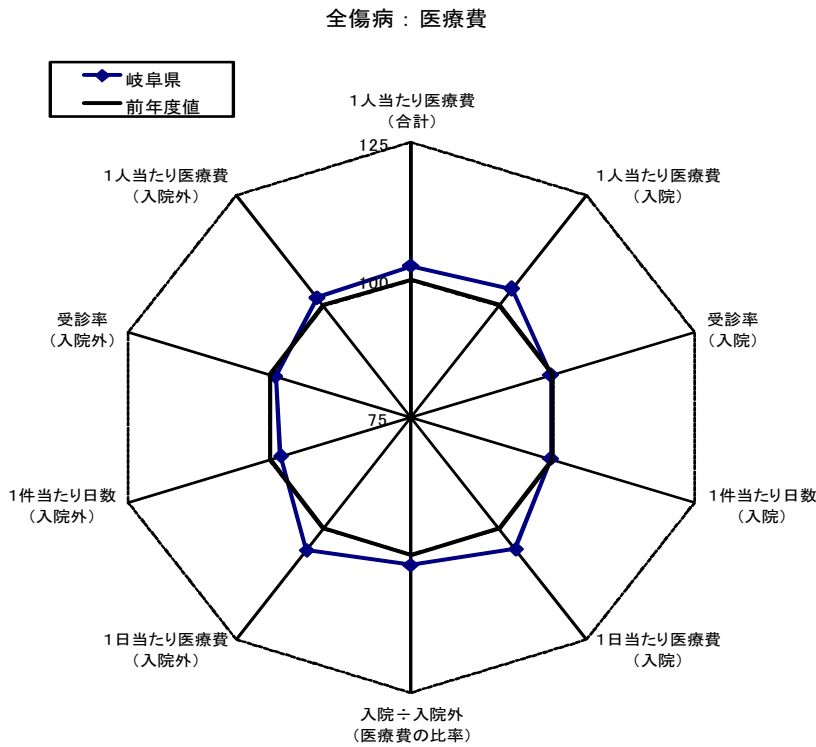 全傷病：医療費
岐阜県
前年度値
1人当たり医療費
（合計）
125
1人当たり医療費
（入院外）
1人当たり医療費
（入院）
100
受診率
（入院外）
受診率
（入院）
75
1件当たり日数
（入院外）
1件当たり日数
（入院）
1日当たり医療費
（入院外）
1日当たり医療費
（入院）
入院÷入院外
（医療費の比率）